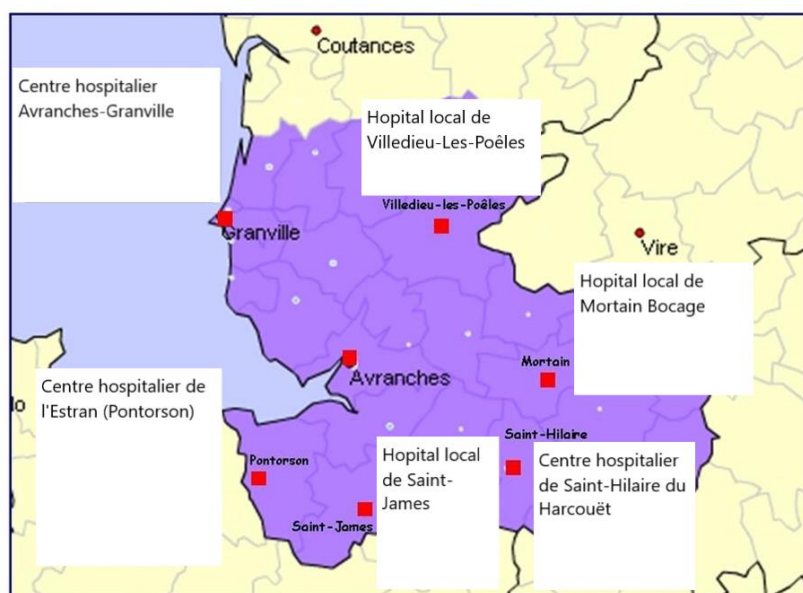 Coutances
Centre hospitalier
Avranches-Granville
Hopital local de
Villedieu-Les-Poêles
Villedieu-les-Poêles
Granville
Vire
Hopital local de
Mortain Bocage
Mortain
Avranches
Centre hospitalier de
l'Estran (Pontorson)
lo
Saint-Hilaire
Hopital local
de Saint-
James
Centre hospitalier
de Saint-Hilaire du
Harcouët
Pontorson
Saint-James